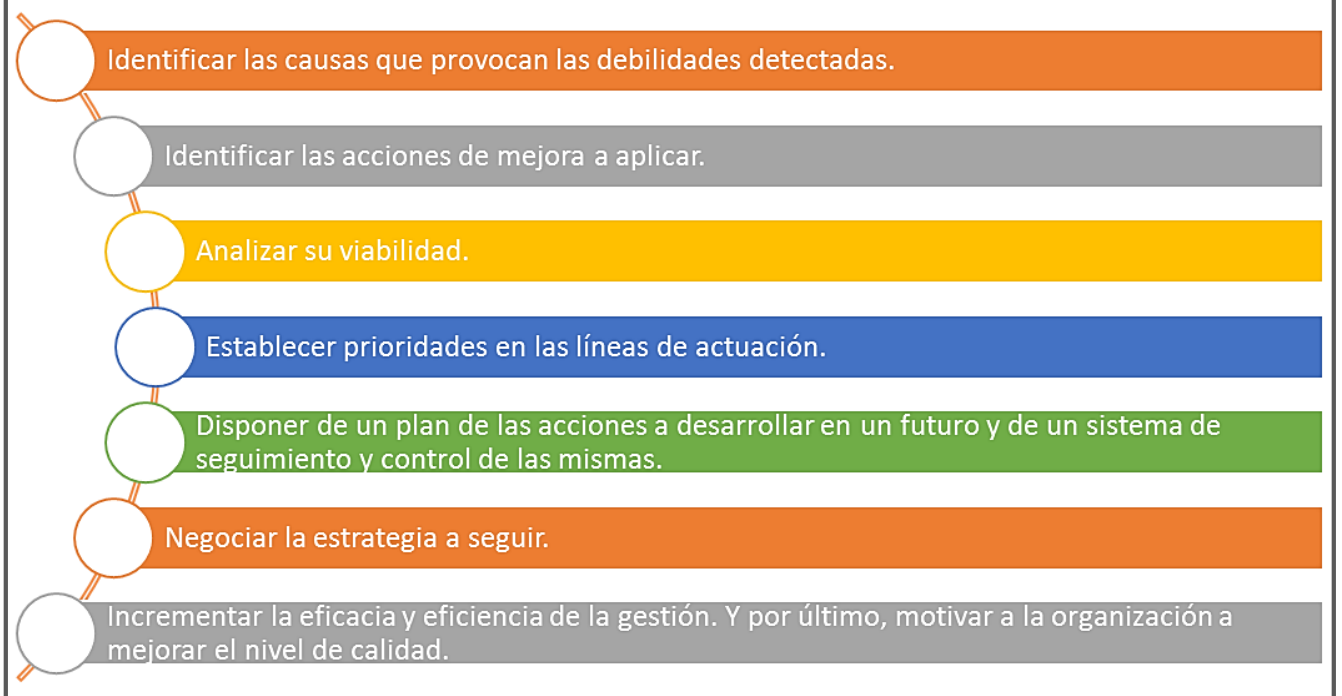 Identificar las causas que provocan las debilidades detectadas.
Identificar las acciones de mejora a aplicar.
Analizar su viabilidad.
Establecer prioridades en las líneas de actuación.
Disponer de un plan de las acciones a desarrollar en un futuro y de un sistema de
seguimiento y control de las mismas.
Negociar la estrategia a seguir.
Incrementar la eficacia y eficiencia de la gestión. Y por último, motivar a la organización a
mejorar el nivel de calidad.